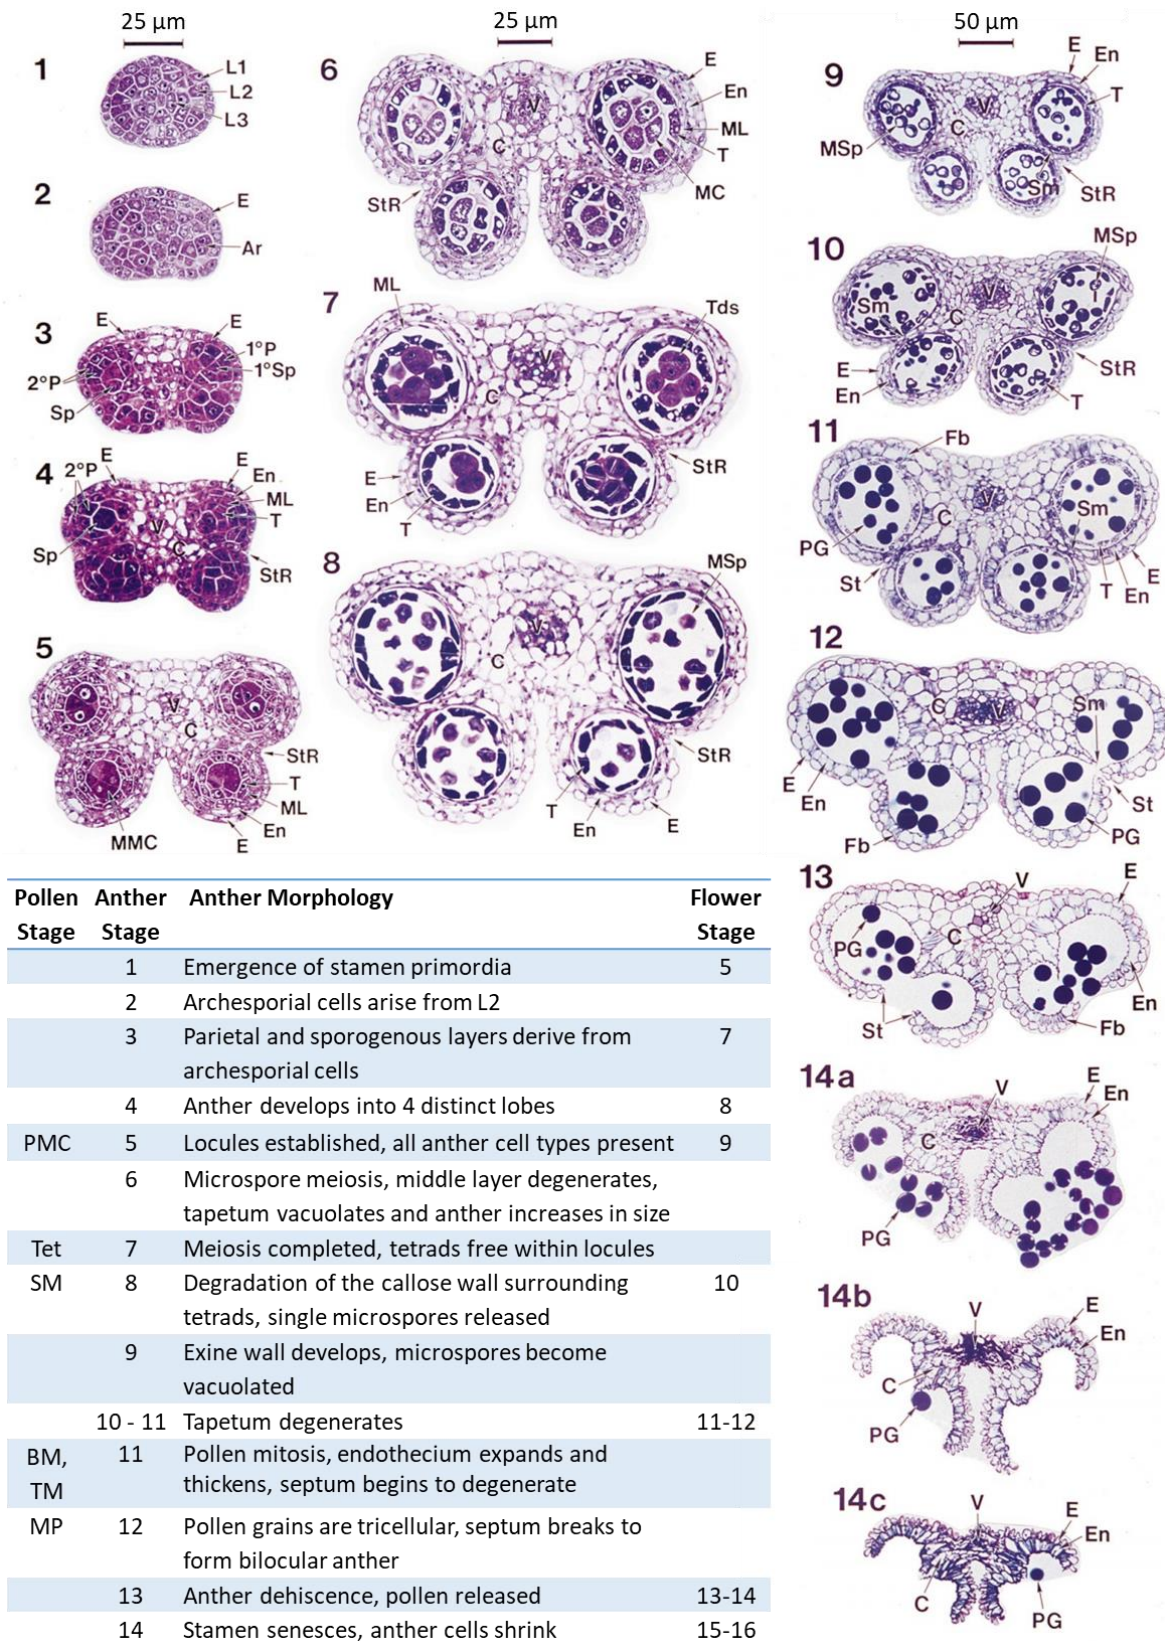 25 µm
1
L1
L2
L3
2
E
Ar
3
E
E
1°P
1°Sp
2°P
Sp
4
2°P
E
E
En
ML
T
V
C
Sp
StR
5
V
C
StR
T
ML
En
E
MMC
25 µm
6
E
En
V
ML
T
C
MC
StR
7
ML
Tds
V
C
StR
E
En
T
8
MSp
V
C
StR
T
En
E
50 µm
9
E
En
T
V
C
MSp
Sm
StR
10
MSp
Sm
V
C
StR
E
En
T
11
Fb
V
Sm
C
PG
St
T
En
E
12
C
V
Sm
E
En
St
PG
Fb
13
V
E
PG
C
En
St
Fb
14a
V
E
En
C
PG
14b
V
E
En
C
PG
14c
V
E
En
C
PG
Pollen Anther Anther Morphology Flower
Stage Stage Stage
1 Emergence of stamen primordia 5
2 Archesporial cells arise from L2
3 Parietal and sporogenous layers derive from 7
archesporial cells
4 Anther develops into 4 distinct lobes 8
PMC 5 Locules established, all anther cell types present 9
6 Microspore meiosis, middle layer degenerates,
tapetum vacuolates and anther increases in size
Tet 7 Meiosis completed, tetrads free within locules
SM 8 Degradation of the callose wall surrounding 10
tetrads, single microspores released
9 Exine wall develops, microspores become
vacuolated
10 - 11 Tapetum degenerates 11-12
BM, 11 Pollen mitosis, endothecium expands and
TM thickens, septum begins to degenerate
MP 12 Pollen grains are tricellular, septum breaks to
form bilocular anther
13 Anther dehiscence, pollen released 13-14
14 Stamen senesces, anther cells shrink 15-16